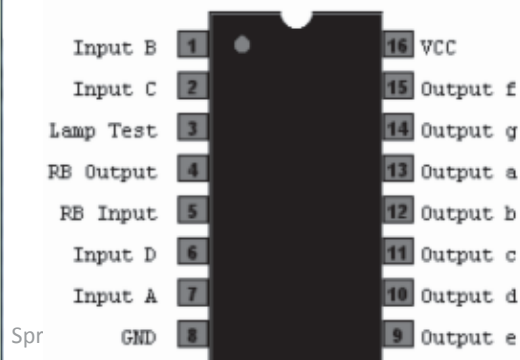 Input B 1 16 VCC
Input C 2 15 Output f
Lamp Test 3 14 Output g
RB Output 4 13 Output a
RB Input 5 12 Output b
Input D 6 11 Output c
Input A 7 10 Output d
Spr GND 8 9 Output e